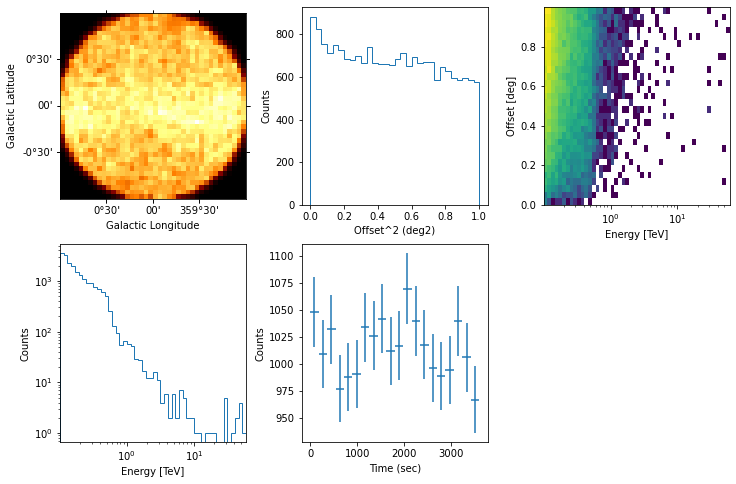 0°30'
00'
-0°30'
Galactic Latitude
0°30' 00' 359°30'
Galactic Longitude
800
600
400
200
0
Counts
0.0 0.2 0.4 0.6 0.8 1.0
Offset^2 (deg2)
0.8
0.6
0.4
0.2
0.0
Offset [deg]
10⁰ 10¹
Energy [TeV]
10³
10²
10¹
10⁰
Counts
10⁰ 10¹
Energy [TeV]
1100
1075
1050
1025
1000
975
950
Counts
0 1000 2000 3000
Time (sec)